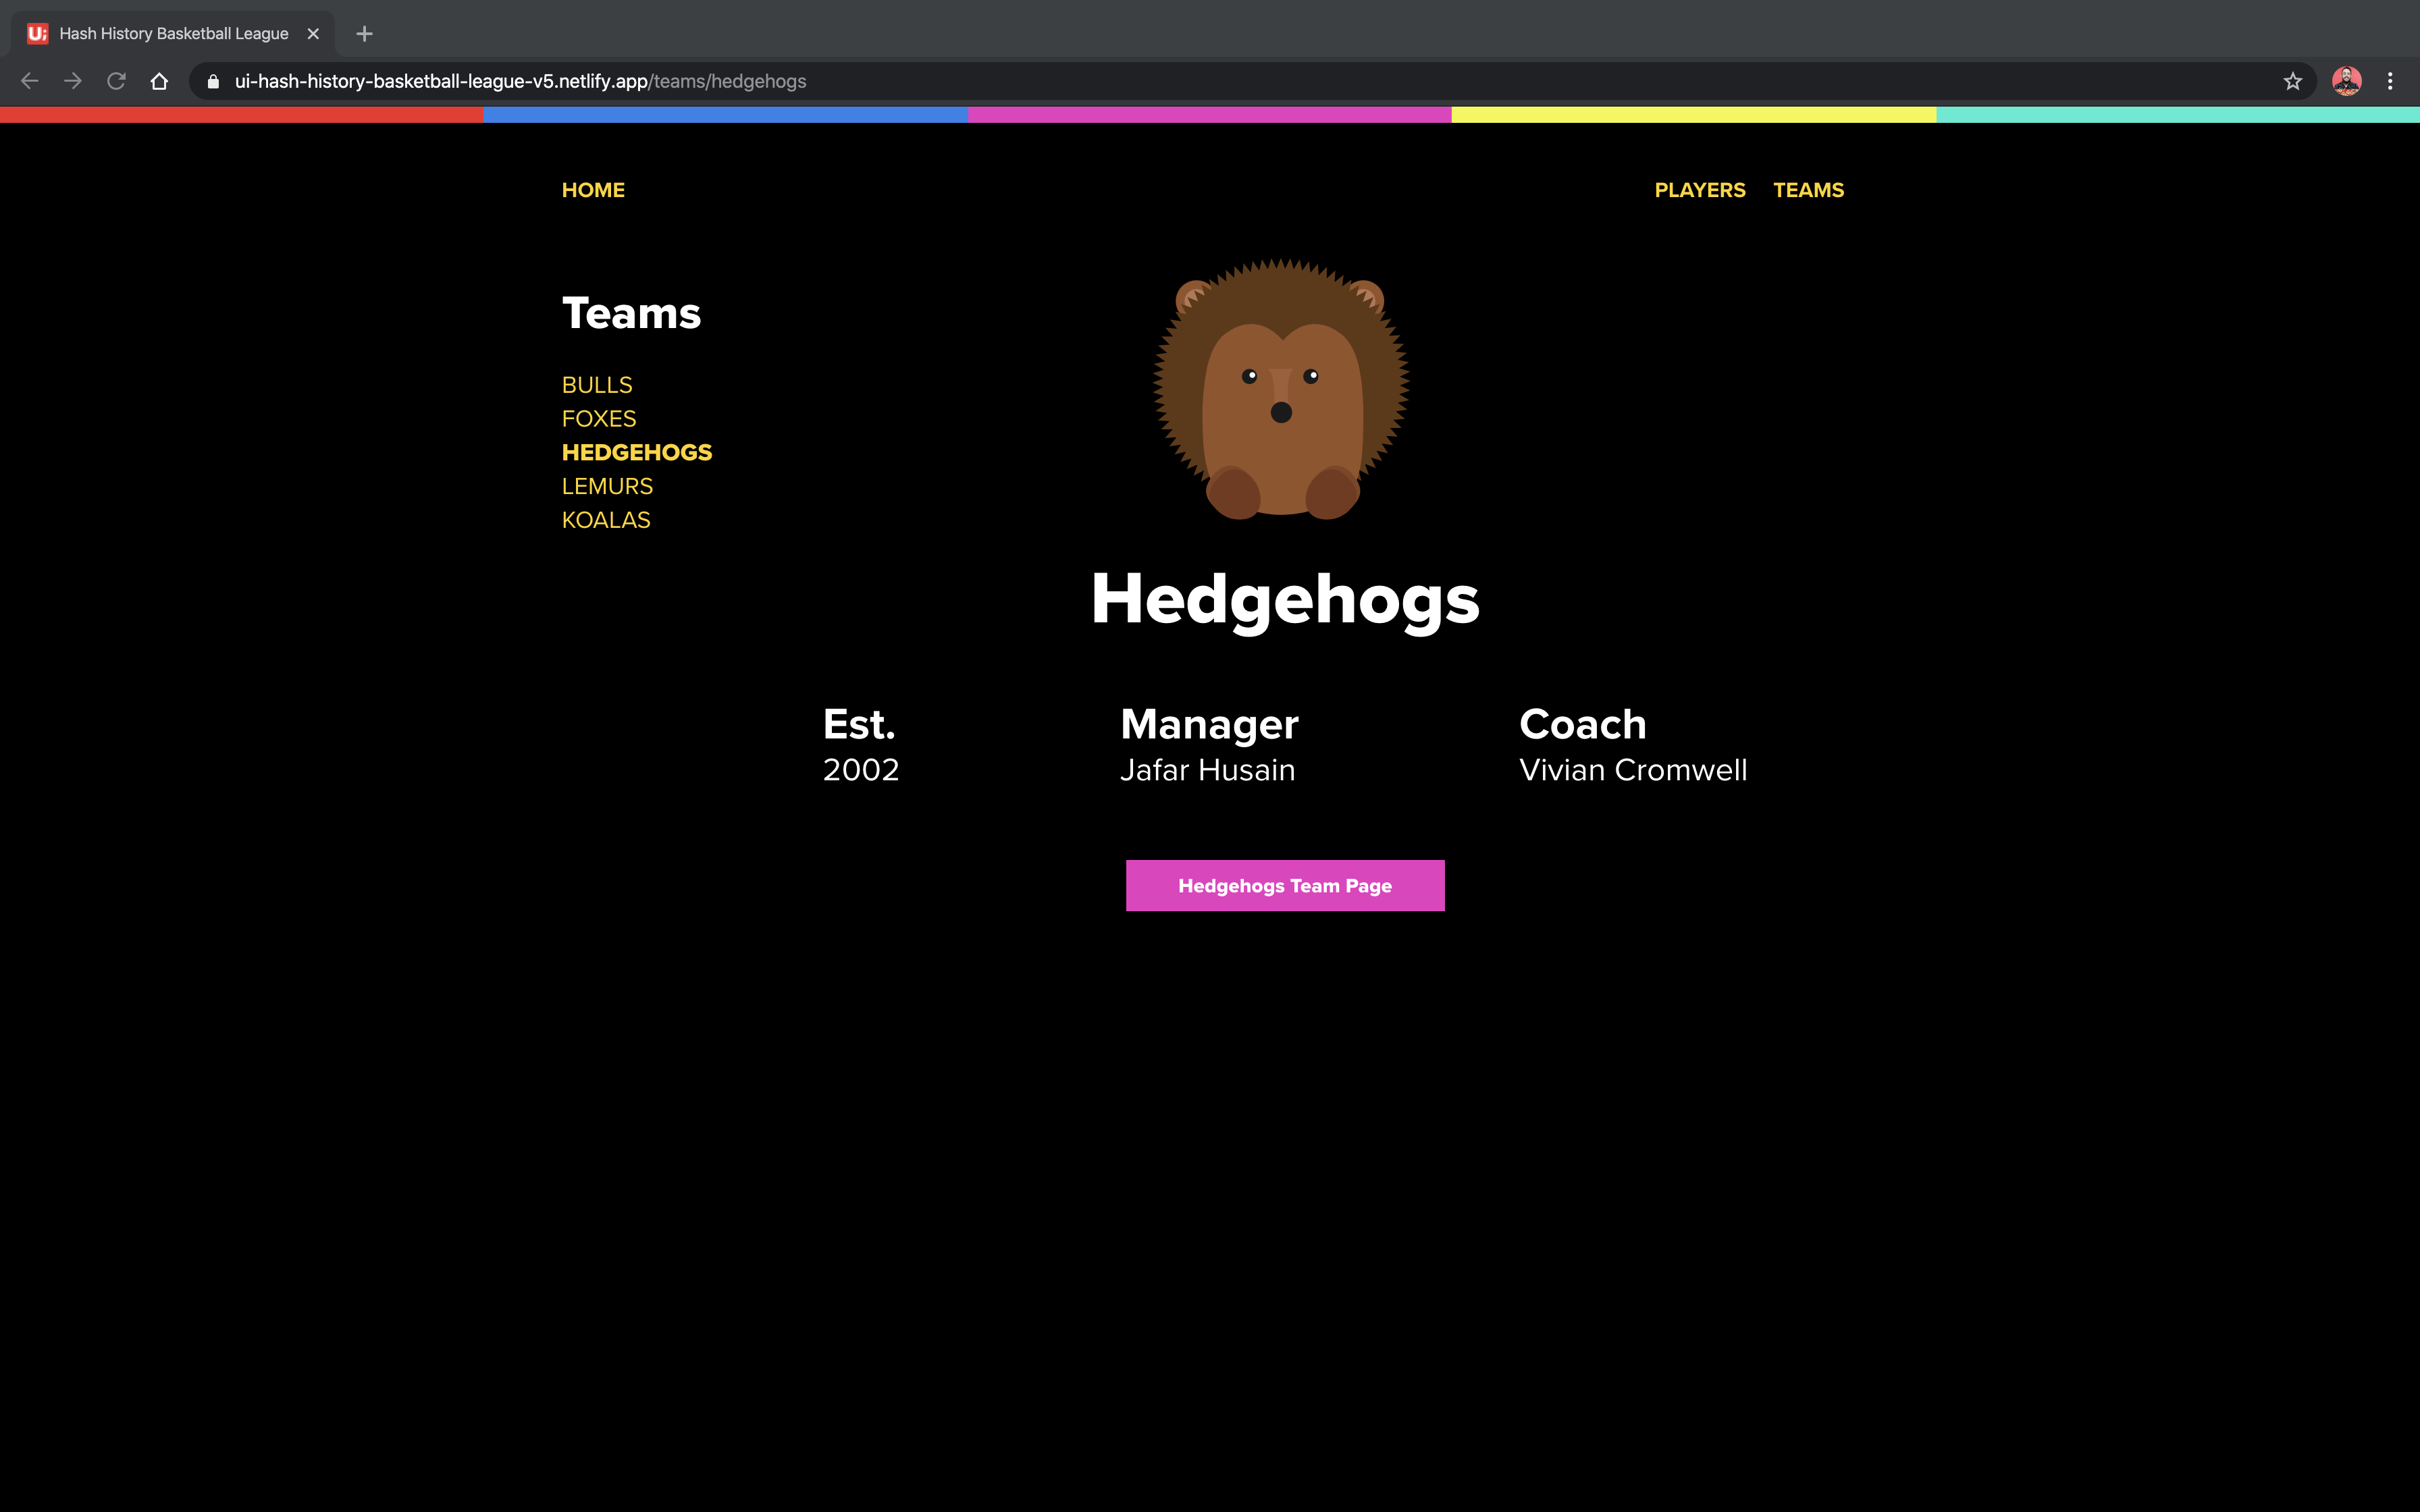 Ui Hash History Basketball League
ui-hash-history-basketball-league-v5.netlify.app/teams/hedgehogs
HOME PLAYERS TEAMS
Teams
BULLS
FOXES
HEDGEHOGS
LEMURS
KOALAS
Hedgehogs
Est. Manager Coach
2002 Jafar Husain Vivian Cromwell
Hedgehogs Team Page